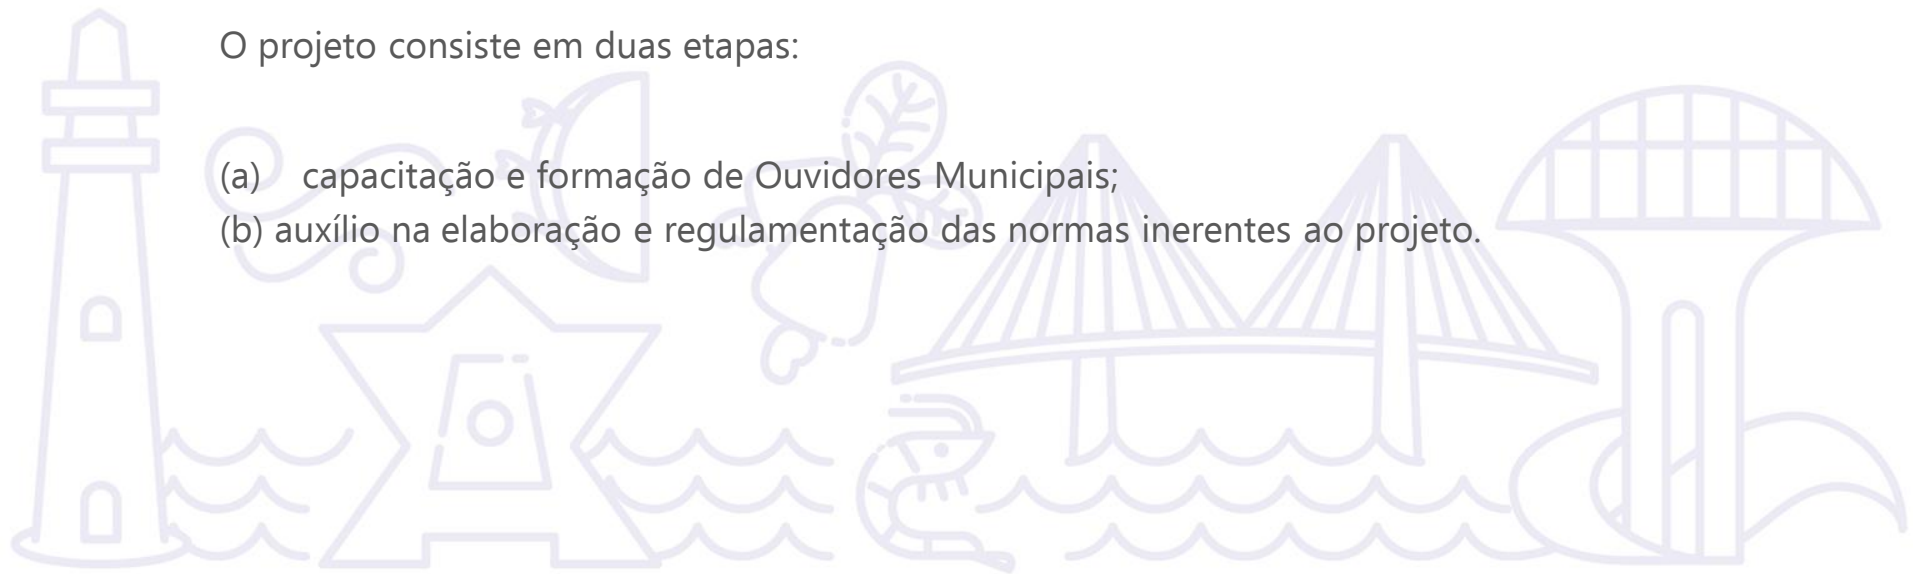 O projeto consiste em duas etapas:
(a) capacitação e formação de Ouvidores Municipais;
(b) auxílio na elaboração e regulamentação das normas inerentes ao projeto.